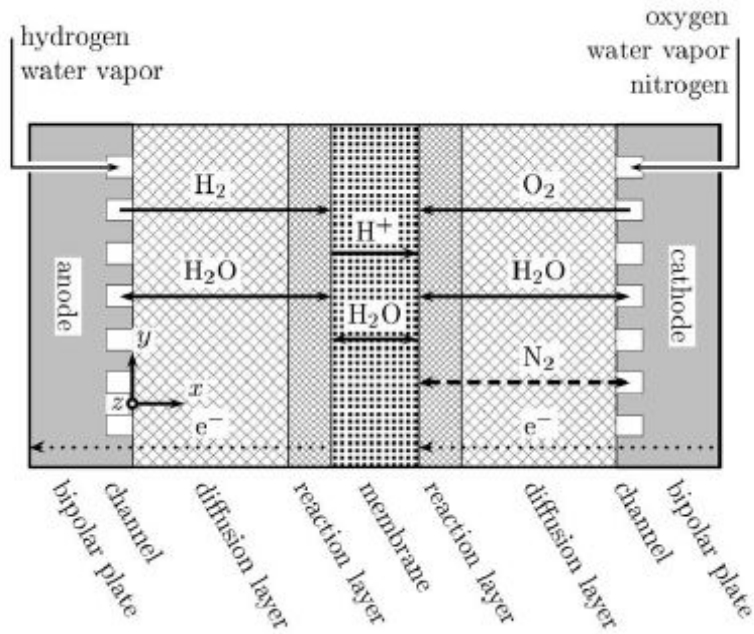 hydrogen
water vapor
oxygen
water vapor
nitrogen
H₂
O₂
H⁺
anode
H₂O
H₂O
cathode
H₂O
y
N₂
z
x
e⁻
e⁻
bipolar plate
channel
diffusion layer
reaction layer
membrane
reaction layer
diffusion layer
channel
bipolar plate